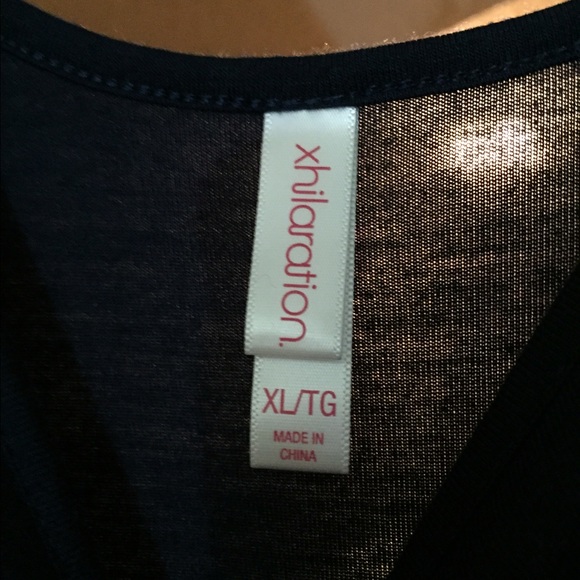 xhilaration.
XL/TG
MADE IN
CHINA